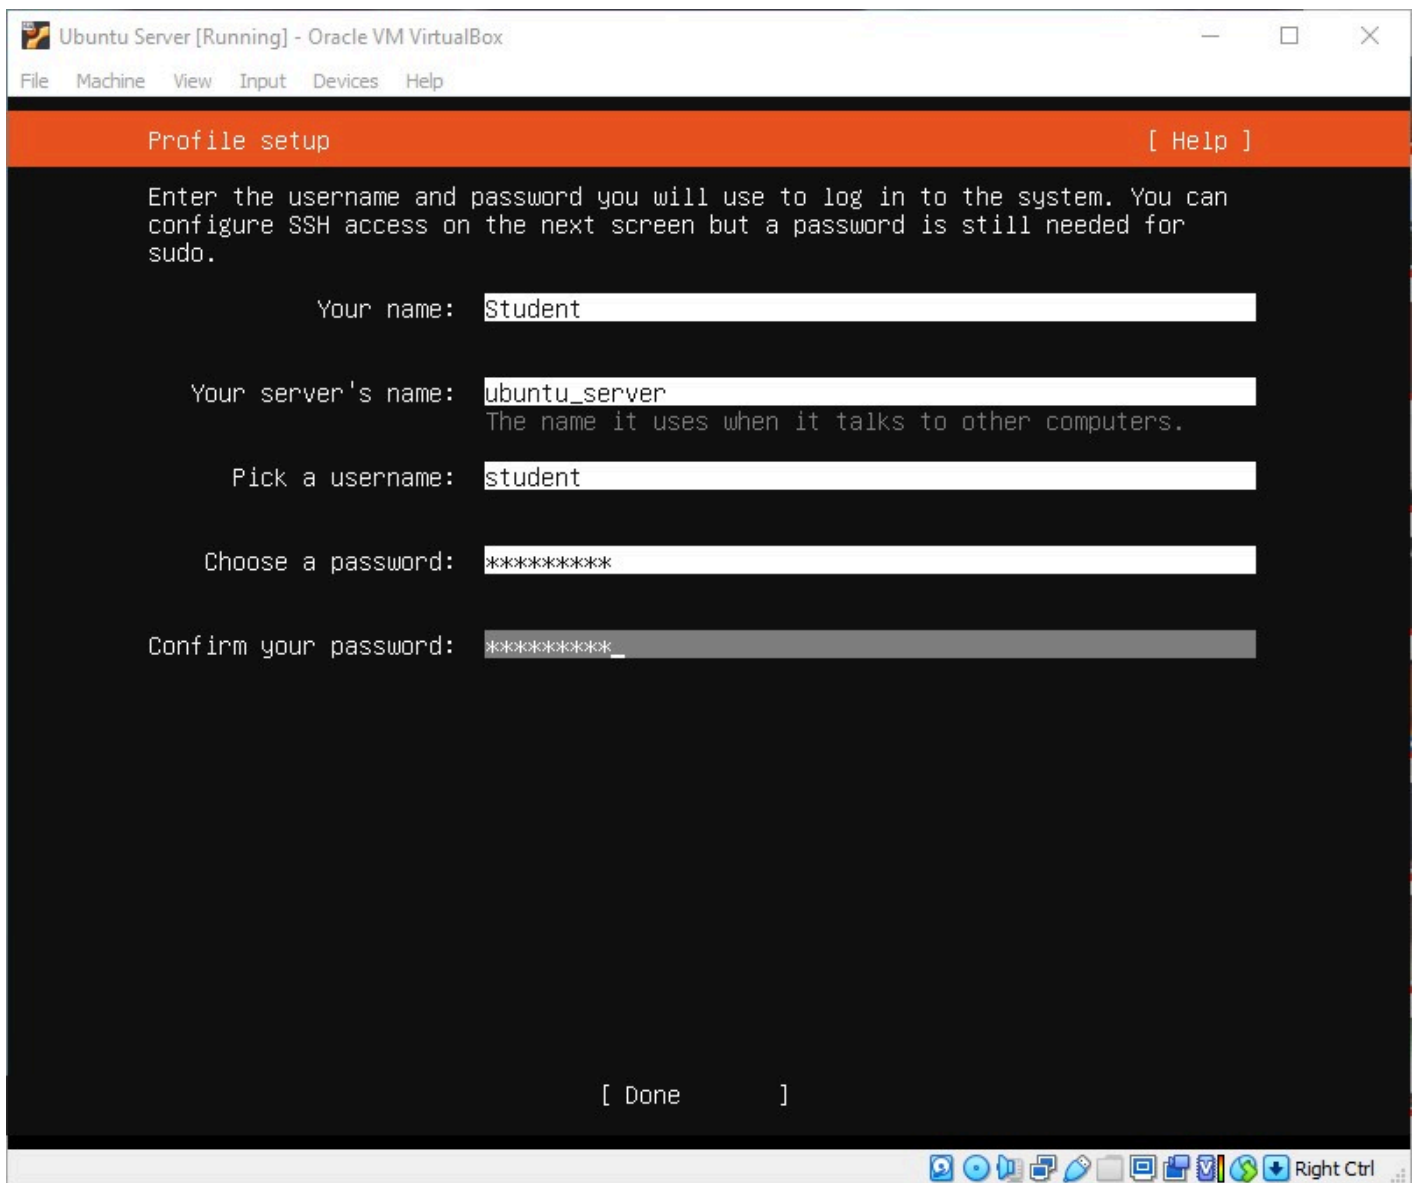 Ubuntu Server [Running] - Oracle VM VirtualBox
File Machine View Input Devices Help
Profile setup [ Help ]
Enter the username and password you will use to log in to the system. You can
configure SSH access on the next screen but a password is still needed for
sudo.
Your name: Student
Your server's name: ubuntu_server
The name it uses when it talks to other computers.
Pick a username: student
Choose a password: *********
Confirm your password: *********_
[ Done ]
Right Ctrl